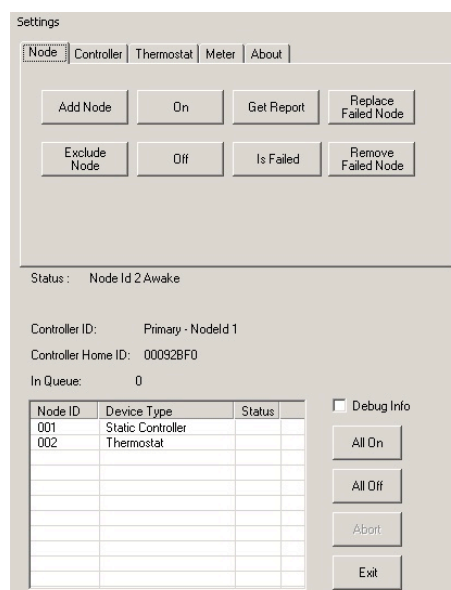 Settings
Node Controller Thermostat Meter About
Add Node On Get Report Replace Failed Node
Exclude Node Off Is Failed Remove Failed Node
Status : Node Id 2 Awake
Controller ID: Primary - NodeId 1
Controller Home ID: 00092BF0
In Queue: 0
Node ID Device Type Status
001 Static Controller
002 Thermostat
Debug Info
All On
All Off
Abort
Exit